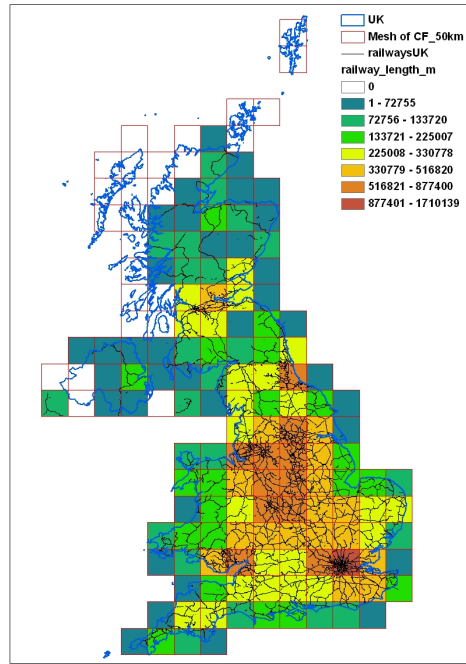 UK
Mesh of CF_50km
railwaysUK
railway_length_m
0
1 - 72755
72756 - 133720
133721 - 225007
225008 - 330778
330779 - 516820
516821 - 877400
877401 - 1710139